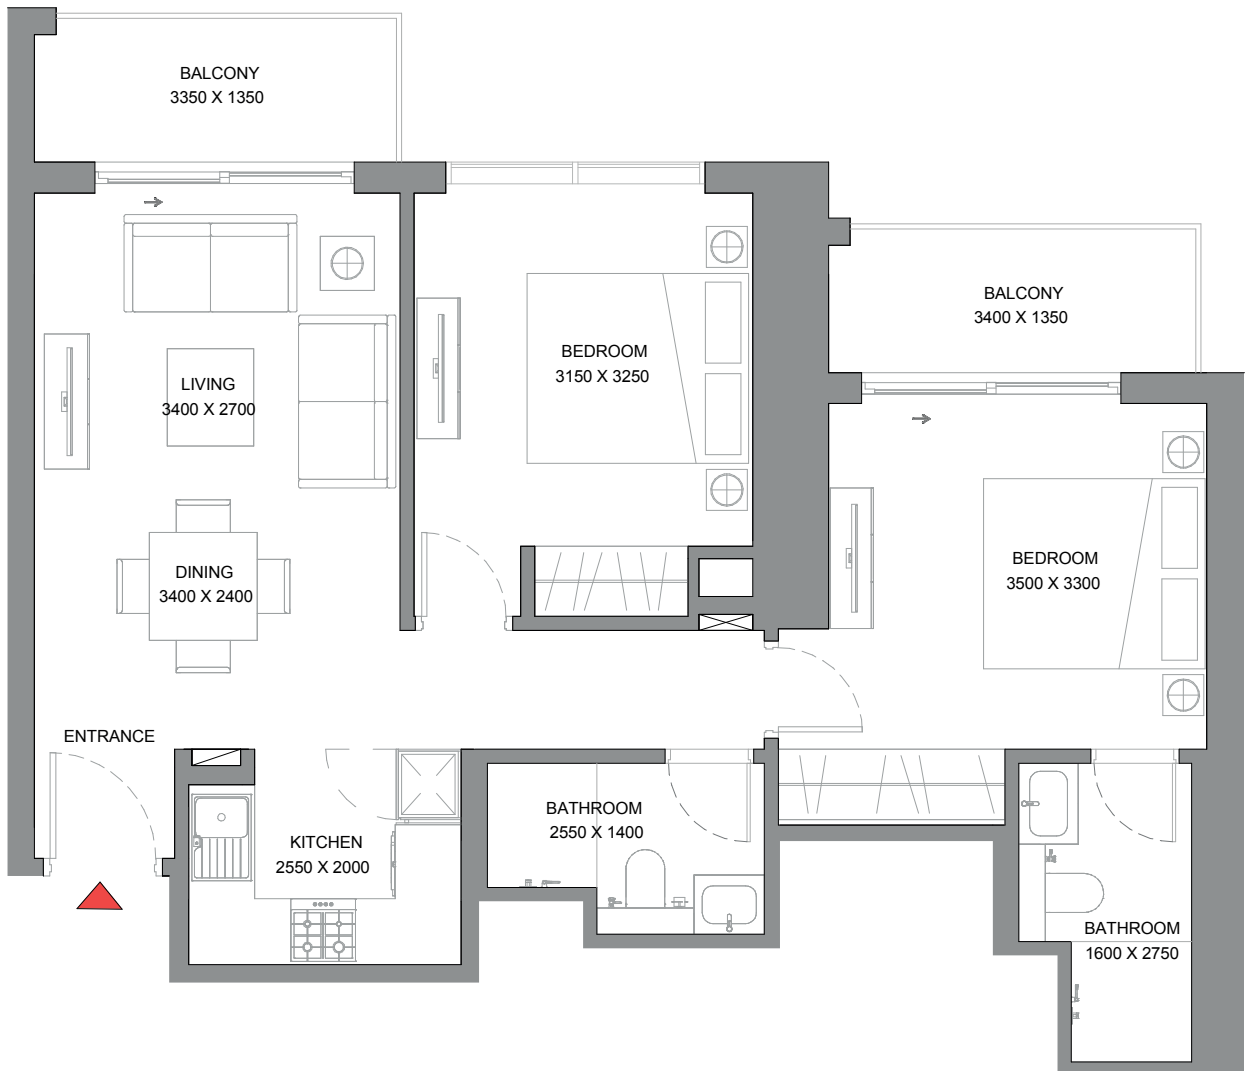 BALCONY
3350 X 1350
BALCONY
3400 X 1350
BEDROOM
3150 X 3250
LIVING
3400 X 2700
BEDROOM
3500 X 3300
DINING
3400 X 2400
ENTRANCE
BATHROOM
2550 X 1400
KITCHEN
2550 X 2000
BATHROOM
1600 X 2750